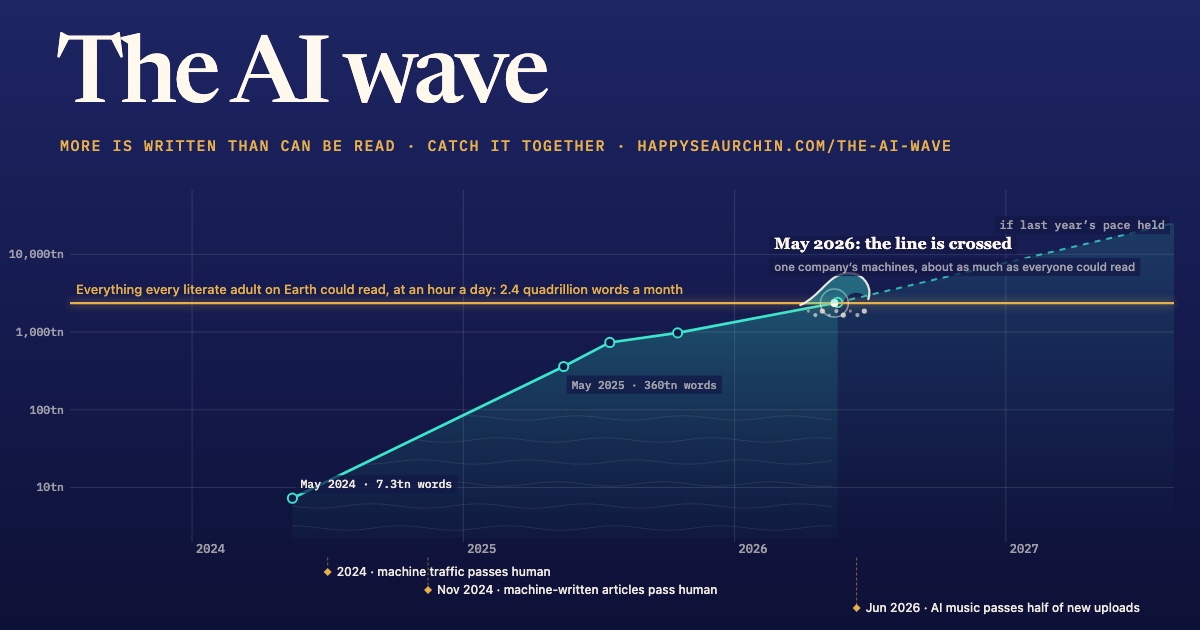 The AI wave
MORE IS WRITTEN THAN CAN BE READ · CATCH IT TOGETHER · HAPPYSEAURCHIN.COM/THE-AI-WAVE
if last year’s pace held
May 2026: the line is crossed
10,000tn
one company’s machines, about as much as everyone could read
Everything every literate adult on Earth could read, at an hour a day: 2.4 quadrillion words a month
1,000tn
May 2025 · 360tn words
100tn
May 2024 · 7.3tn words
10tn
2024
2025
2026
2027
2024 · machine traffic passes human
Nov 2024 · machine-written articles pass human
Jun 2026 · AI music passes half of new uploads